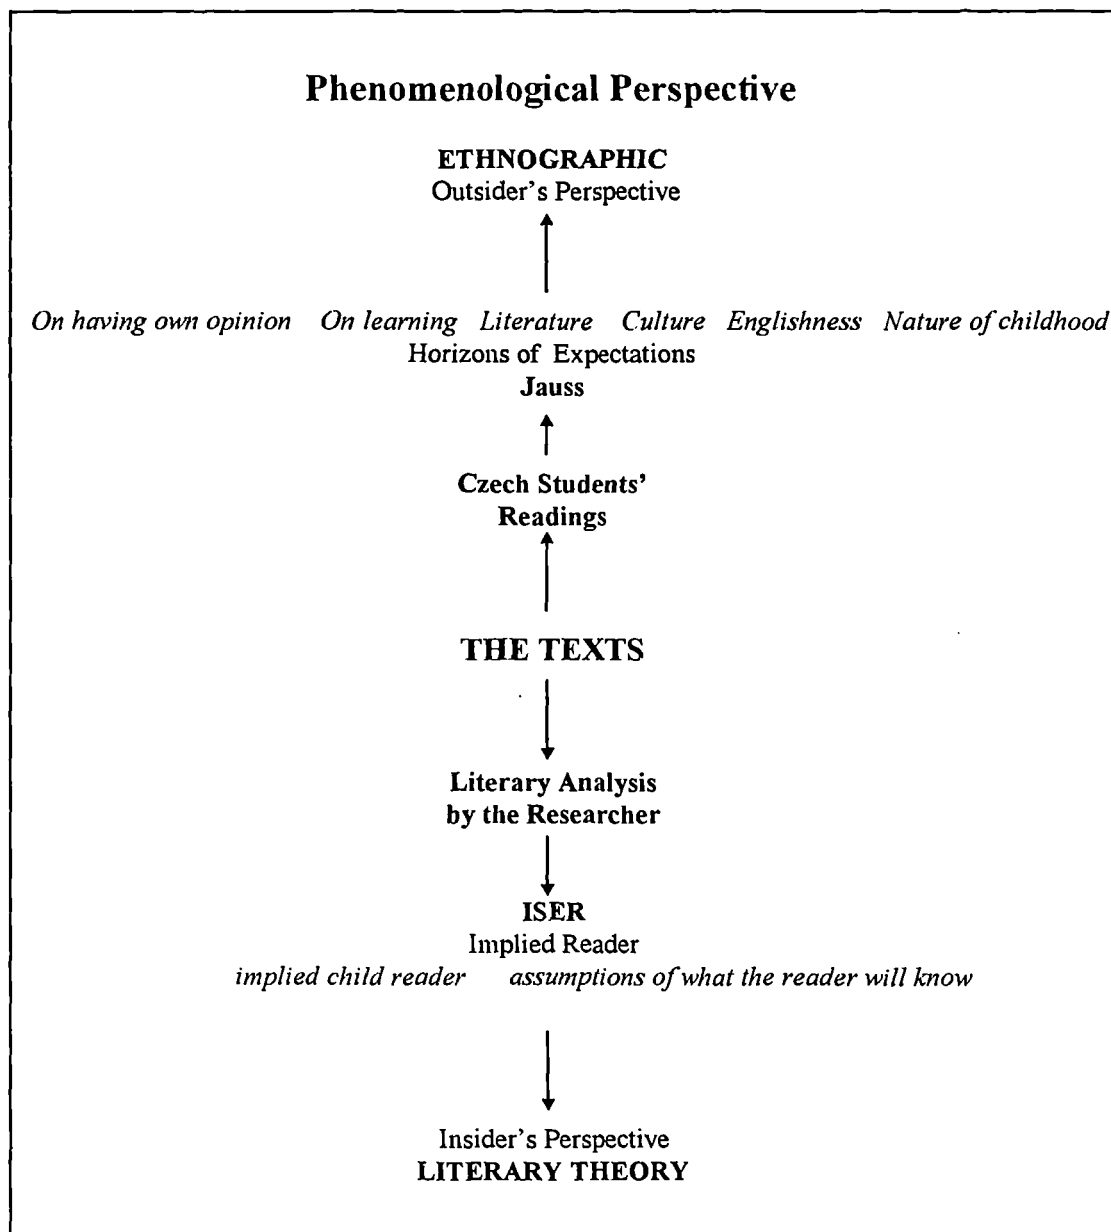 Phenomenological Perspective
ETHNOGRAPHIC
Outsider's Perspective
On having own opinion On learning Literature Culture Englishness Nature of childhood
Horizons of Expectations
Jauss
Czech Students'
Readings
THE TEXTS
Literary Analysis
by the Researcher
ISER
Implied Reader
implied child reader assumptions of what the reader will know
Insider's Perspective
LITERARY THEORY